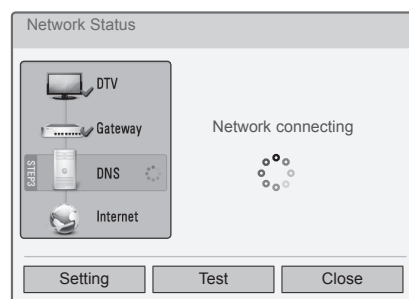 Network Status
DTV
Gateway
Network connecting
STEP3
DNS
Internet
Setting
Test
Close